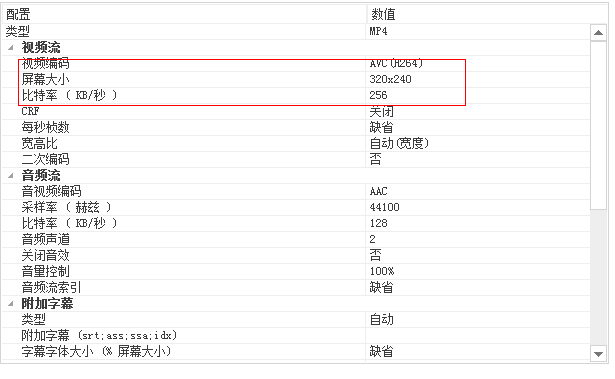 配置 数值
类型 MP4
视频流
视频编码 AVC(H264)
屏幕大小 320x240
比特率 ( KB/秒 ) 256
CRF 关闭
每秒桢数 缺省
宽高比 自动(宽度)
二次编码 否
音频流
音视频编码 AAC
采样率 ( 赫兹 ) 44100
比特率 ( KB/秒 ) 128
音频声道 2
关闭音效 否
音量控制 100%
音频流索引 缺省
附加字幕
类型 自动
附加字幕 (srt;ass;ssa;idx)
字幕字体大小 (% 屏幕大小) 缺省